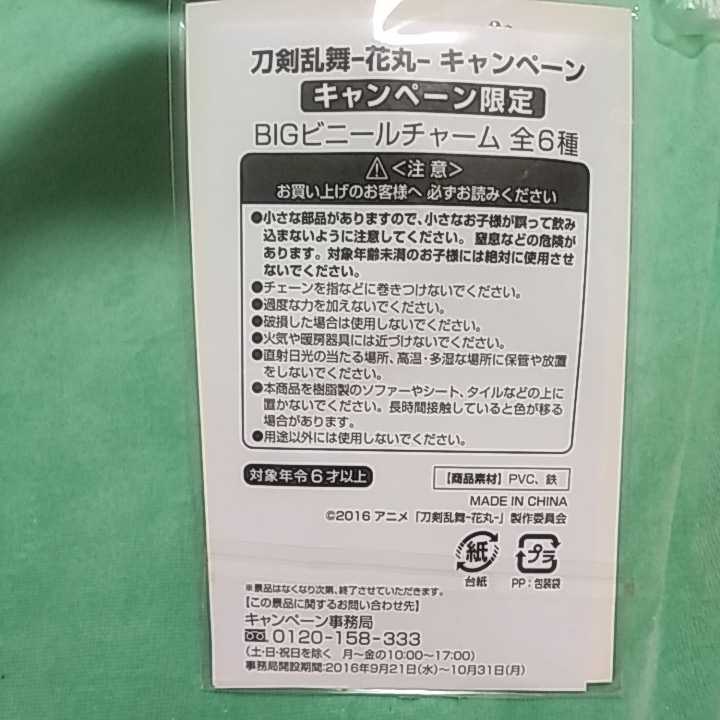 刀剣乱舞-花丸- キャンペーン
キャンペーン限定
BIGビニールチャーム 全6種
⚠<注意>
お買い上げのお客様へ 必ずお読みください
●小さな部品がありますので、小さなお子様が誤って飲み
込まないように注意してください。窒息などの危険が
あります。対象年齢未満のお子様には絶対に使用させ
ないでください。
●チェーンを指などに巻きつけないでください。
●過度な力を加えないでください。
●破損した場合は使用しないでください。
●火気や暖房器具には近づけないでください。
●直射日光の当たる場所、高温・多湿な場所に保管や放置
をしないでください。
●本商品を樹脂製のソファーやシート、タイルなどの上に
置かないでください。長時間接触していると色が移る
場合があります。
●用途以外には使用しないでください。
対象年令6才以上
【商品素材】PVC、鉄
MADE IN CHINA
©2016 アニメ「刀剣乱舞-花丸-」製作委員会
紙 プラ
台紙 PP:包装袋
※景品はなくなり次第、終了させていただきます。
【この景品に関するお問い合わせ先】
キャンペーン事務局
0120-158-333
(土・日・祝日を除く 月〜金の10:00〜17:00)
事務局開設期間:2016年9月21日(水)〜10月31日(月)